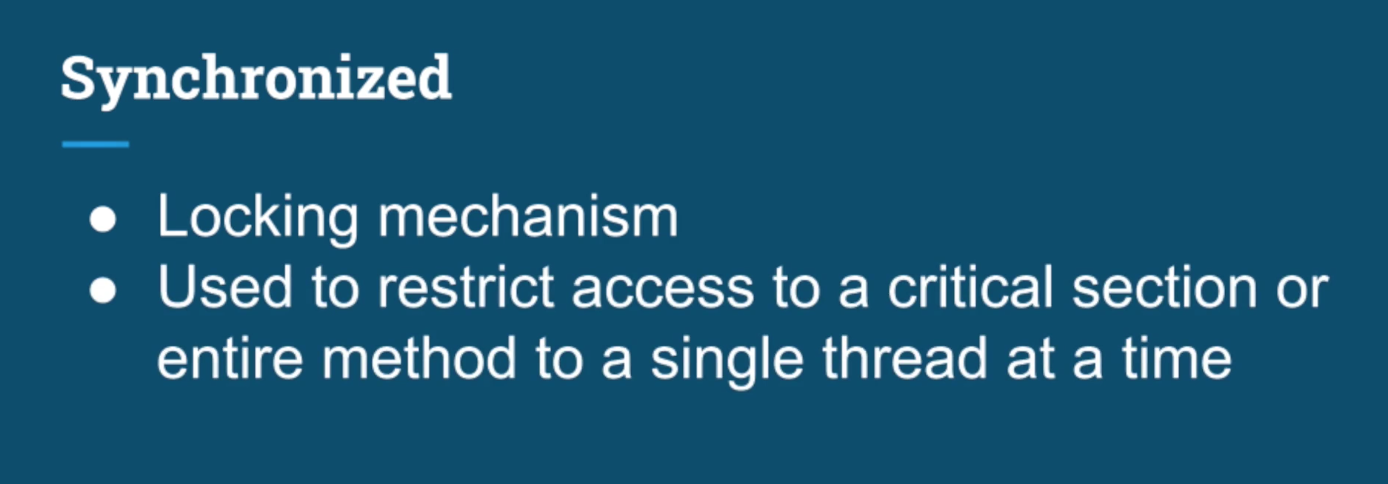 Synchronized
● Locking mechanism
● Used to restrict access to a critical section or
entire method to a single thread at a time